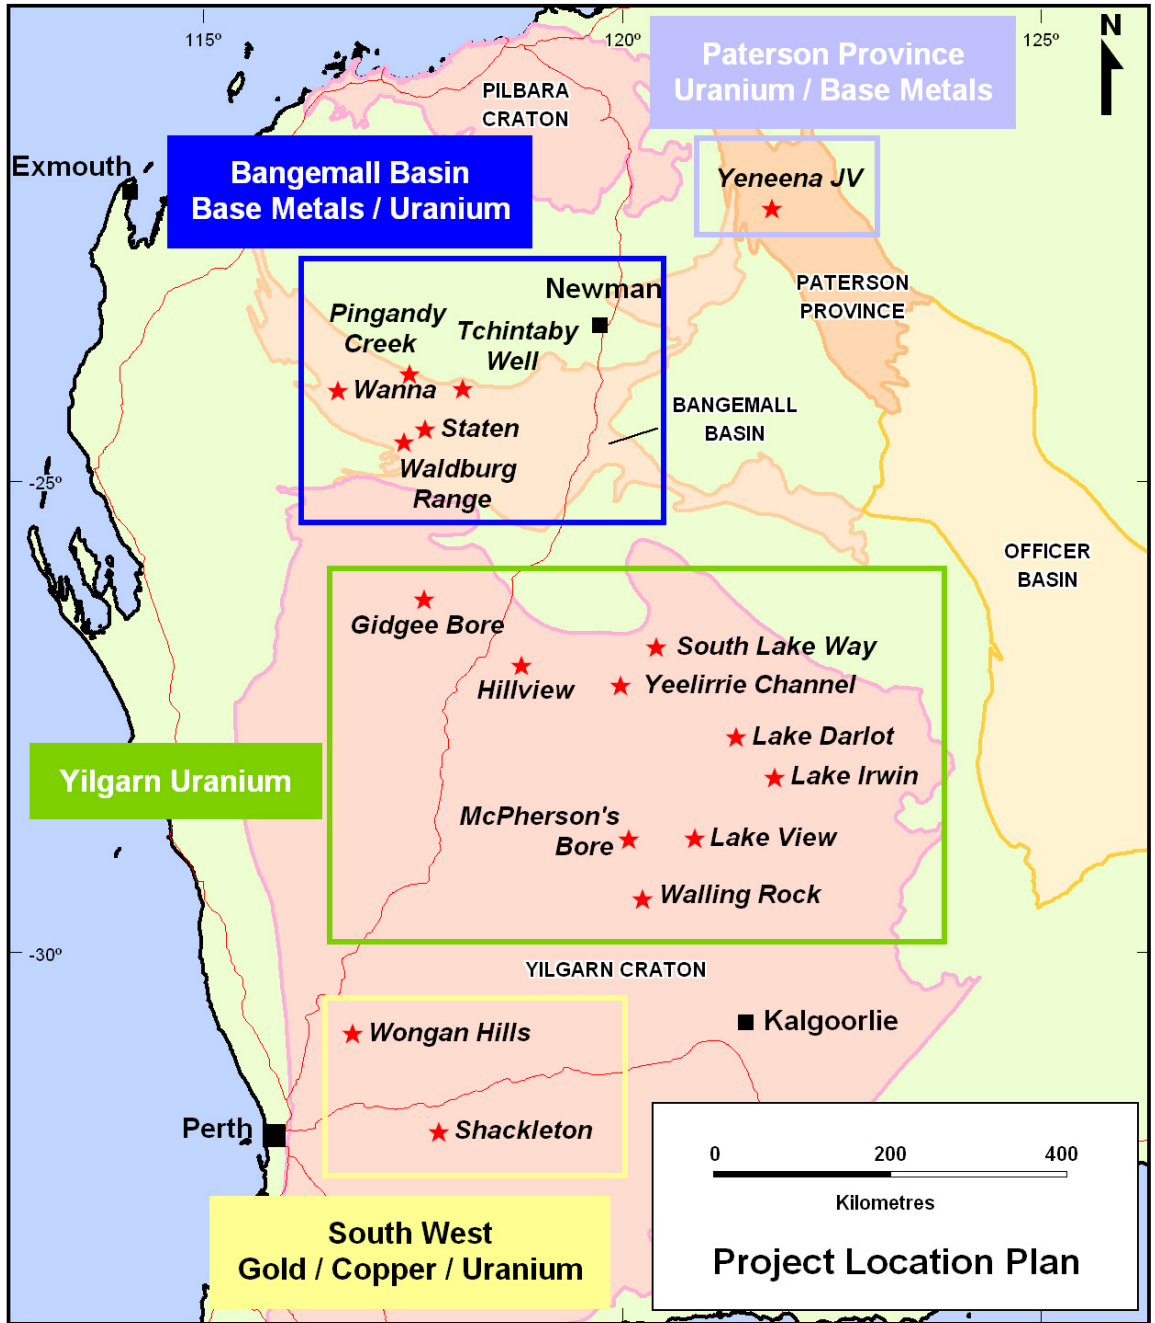 115º
120º
125º
N
Paterson Province
Uranium / Base Metals
PILBARA
CRATON
Exmouth
Bangemall Basin
Base Metals / Uranium
Yeneena JV
PATERSON
PROVINCE
Newman
Pingandy
Creek
Tchintaby
Well
Wanna
Staten
Waldburg
Range
BANGEMALL
BASIN
-25º
OFFICER
BASIN
Gidgee Bore
South Lake Way
Hillview
Yeelirrie Channel
Lake Darlot
Yilgarn Uranium
Lake Irwin
McPherson's
Bore
Lake View
Walling Rock
-30º
YILGARN CRATON
Wongan Hills
Kalgoorlie
Perth
Shackleton
South West
Gold / Copper / Uranium
0 200 400
Kilometres
Project Location Plan